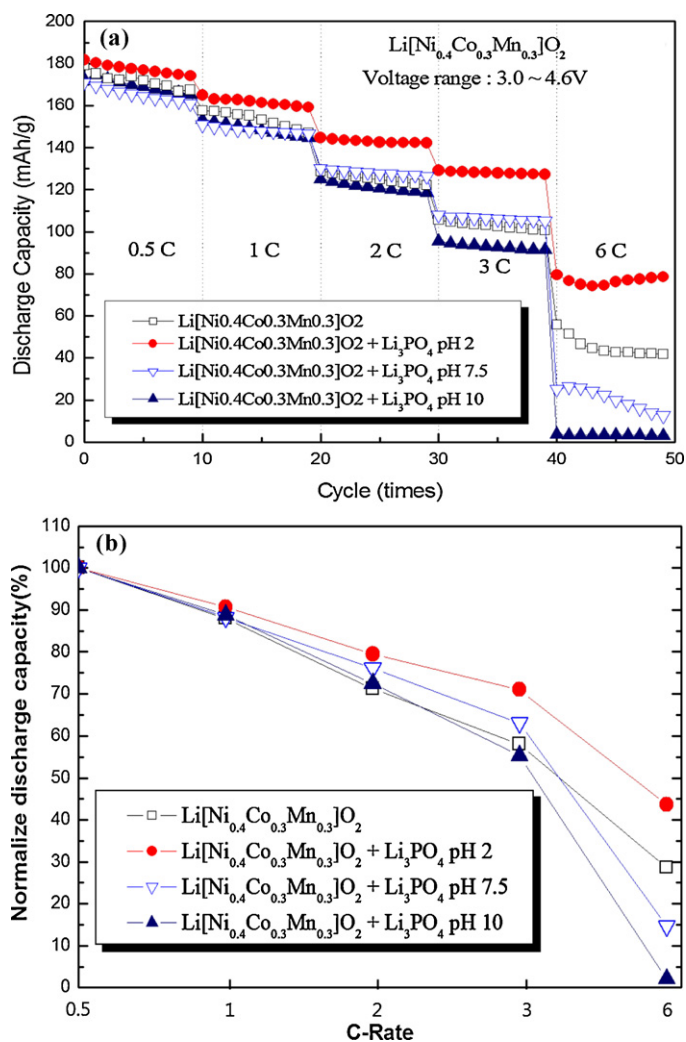 (a)
Li[Ni₀.₄Co₀.₃Mn₀.₃]O₂
Voltage range : 3.0 ~ 4.6V
200
180
160
140
120
100
80
60
40
20
0
Discharge Capacity (mAh/g)
0.5 C
1 C
2 C
3 C
6 C
Li[Ni0.4Co0.3Mn0.3]O2
Li[Ni0.4Co0.3Mn0.3]O2 + Li₃PO₄ pH 2
Li[Ni0.4Co0.3Mn0.3]O2 + Li₃PO₄ pH 7.5
Li[Ni0.4Co0.3Mn0.3]O2 + Li₃PO₄ pH 10
0 10 20 30 40 50
Cycle (times)
(b)
110
100
90
80
70
60
50
40
30
20
10
0
Normalize discharge capacity(%)
Li[Ni₀.₄Co₀.₃Mn₀.₃]O₂
Li[Ni₀.₄Co₀.₃Mn₀.₃]O₂ + Li₃PO₄ pH 2
Li[Ni₀.₄Co₀.₃Mn₀.₃]O₂ + Li₃PO₄ pH 7.5
Li[Ni₀.₄Co₀.₃Mn₀.₃]O₂ + Li₃PO₄ pH 10
0.5 1 2 3 6
C-Rate